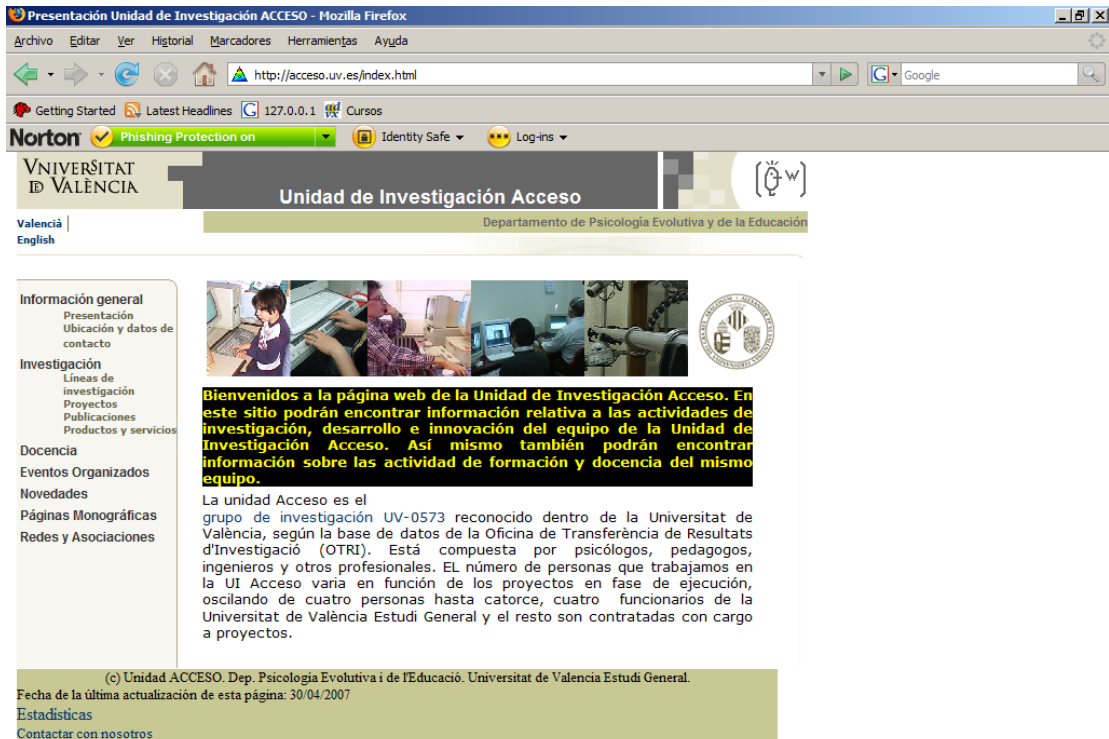 Presentación Unidad de Investigación ACCESO - Mozilla Firefox
Archivo Editar Ver Historial Marcadores Herramientas Ayuda
http://acceso.uv.es/index.html
G Google
Getting Started Latest Headlines G 127.0.0.1 Cursos
Norton Phishing Protection on Identity Safe Log-ins
VNIVERSITAT
ID VALÈNCIA
Unidad de Investigación Acceso
Valencià
English
Departamento de Psicología Evolutiva y de la Educación
Información general
Presentación
Ubicación y datos de
contacto
Investigación
Líneas de
investigación
Proyectos
Publicaciones
Productos y servicios
Docencia
Eventos Organizados
Novedades
Páginas Monográficas
Redes y Asociaciones
Bienvenidos a la página web de la Unidad de Investigación Acceso. En
este sitio podrán encontrar información relativa a las actividades de
investigación, desarrollo e innovación del equipo de la Unidad de
Investigación Acceso. Así mismo también podrán encontrar
información sobre las actividad de formación y docencia del mismo
equipo.
La unidad Acceso es el
grupo de investigación UV-0573 reconocido dentro de la Universitat de
València, según la base de datos de la Oficina de Transferència de Resultats
d'Investigació (OTRI). Está compuesta por psicólogos, pedagogos,
ingenieros y otros profesionales. EL número de personas que trabajamos en
la UI Acceso varia en función de los proyectos en fase de ejecución,
oscilando de cuatro personas hasta catorce, cuatro funcionarios de la
Universitat de València Estudi General y el resto son contratadas con cargo
a proyectos.
(c) Unidad ACCESO. Dep. Psicologia Evolutiva i de l'Educació. Universitat de Valencia Estudi General.
Fecha de la última actualización de esta página: 30/04/2007
Estadísticas
Contactar con nosotros